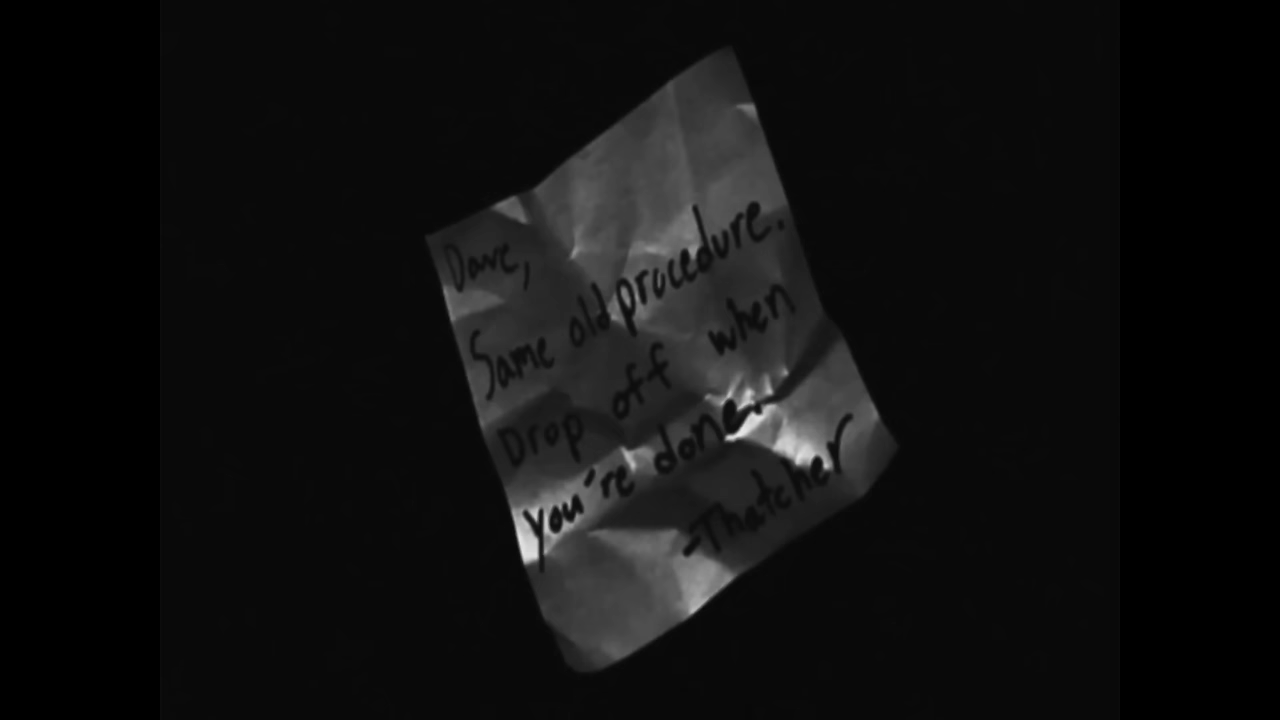 Dave,
Same old procedure.
Drop off when
you're done.
-Thatcher